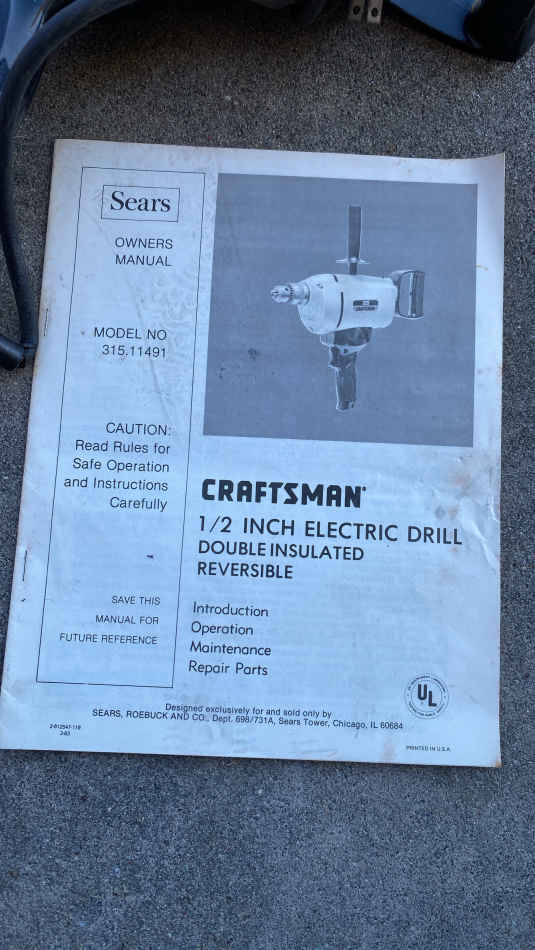 Sears
OWNERS
MANUAL
MODEL NO
315.11491
CAUTION:
Read Rules for
Safe Operation
and Instructions
Carefully
SAVE THIS
MANUAL FOR
FUTURE REFERENCE
CRAFTSMAN
CRAFTSMAN
1/2 INCH ELECTRIC DRILL
DOUBLE INSULATED
REVERSIBLE
Introduction
Operation
Maintenance
Repair Parts
UL
Designed exclusively for and sold only by
SEARS, ROEBUCK AND CO., Dept. 698/731A, Sears Tower, Chicago, IL 60684
PRINTED IN U.S.A.